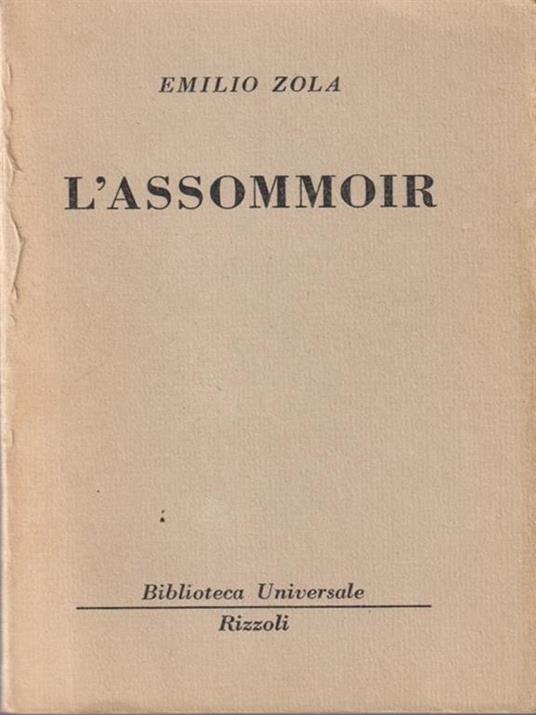 EMILIO ZOLA
L'ASSOMMOIR
Biblioteca Universale
Rizzoli